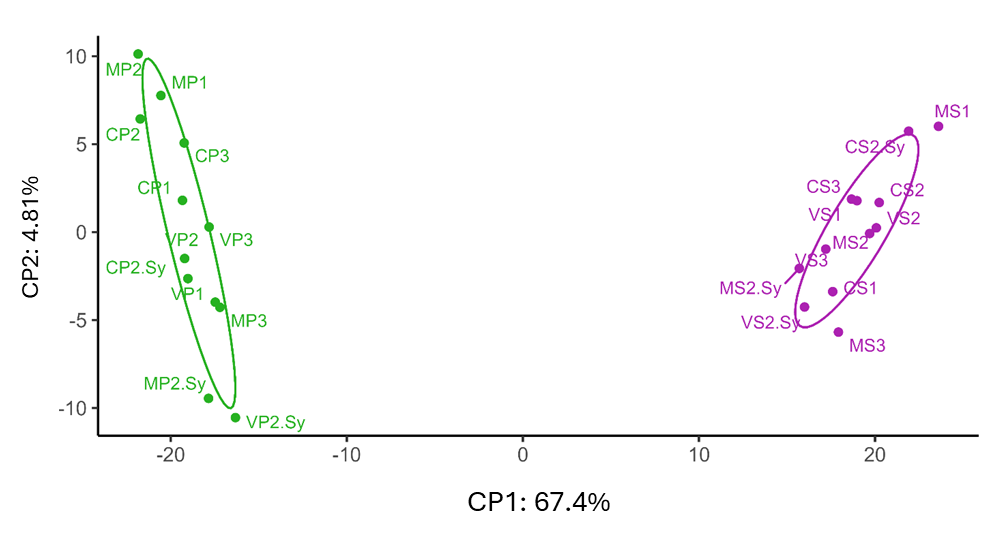 10
5
0
-5
-10
CP2: 4.81%
MP2
MP1
CP2
CP3
CP1
VP2
VP3
CP2.Sy
VP1
MP3
MP2.Sy
VP2.Sy
MS1
CS2.Sy
CS3
CS2
VS1
VS2
MS2
VS3
MS2.Sy
CS1
VS2.Sy
MS3
-20
-10
0
10
20
CP1: 67.4%